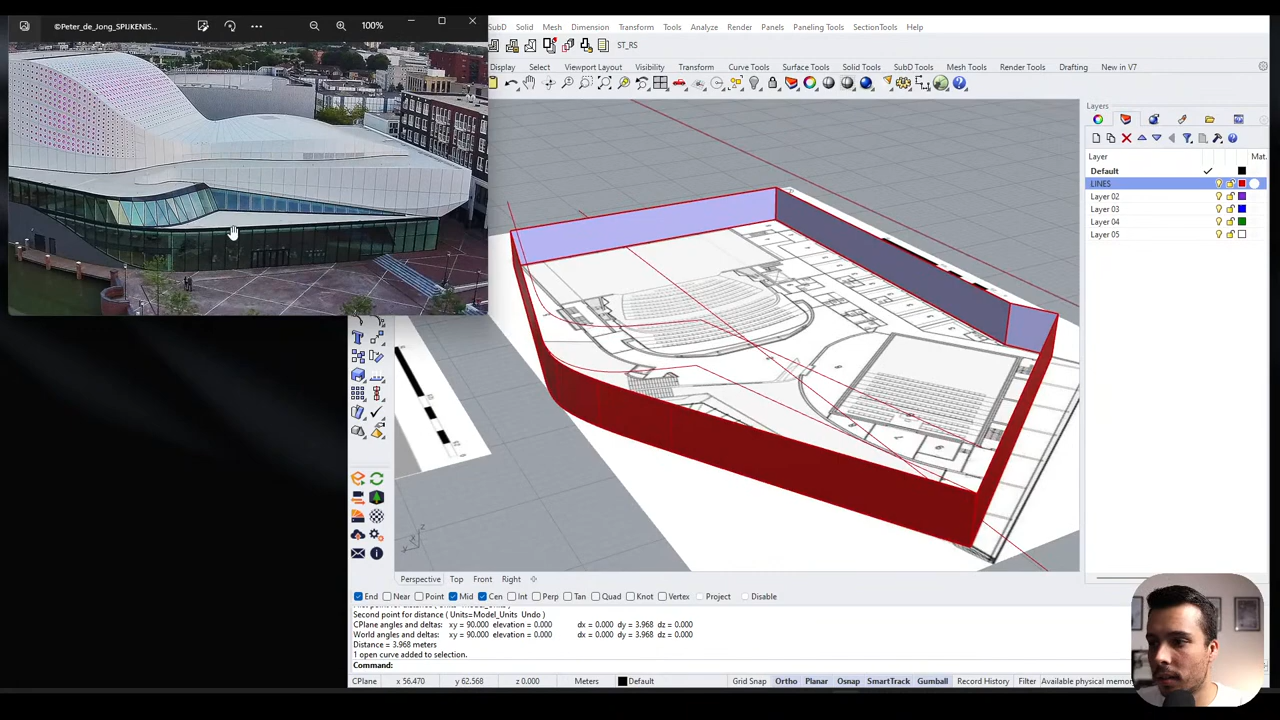 ©Peter_de_Jong_SPIJKENIS...
100%
SubD Solid Mesh Dimension Transform Tools Analyze Render Panels Help SectionTools
ST_RS
Display Select Viewport Layout Visibility Transform Curve Tools Surface Tools Solid Tools SubD Tools Mesh Tools Render Tools Drafting New in V7
Layers
Layer Mat.
Default
LINES
Layer 02
Layer 03
Layer 04
Layer 05
z
x
y
Perspective Top Front Right
End Near Point Mid Cen Int Perp Tan Quad Knot Vertex Project Disable
Second point for distance ( Units=Model_Units Undo )
CPlane angles and deltas: xy = 90.000 elevation = 0.000 dx = 0.000 dy = 3.968 dz = 0.000
World angles and deltas: xy = 90.000 elevation = 0.000 dx = 0.000 dy = 3.968 dz = 0.000
Distance = 3.968 meters
1 open curve added to selection.
Command:
CPlane x 56.470 y 62.568 z 0.000 Meters Default Grid Snap Ortho Planar Osnap SmartTrack Gumball Record History Filter Available physical memor